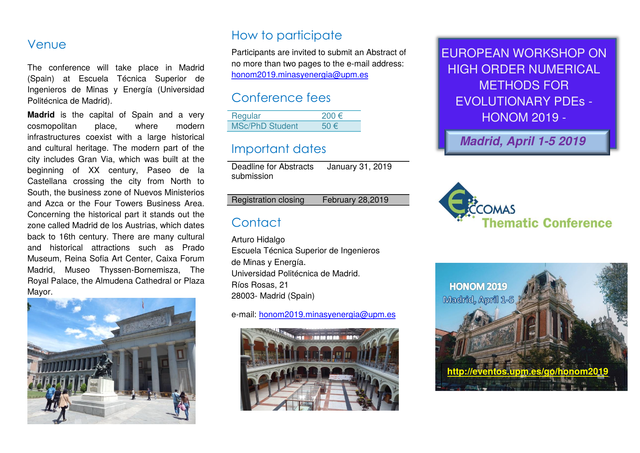 Venue
The conference will take place in Madrid
(Spain) at Escuela Técnica Superior de
Ingenieros de Minas y Energía (Universidad
Politécnica de Madrid).
Madrid is the capital of Spain and a very
cosmopolitan place, where modern
infrastructures coexist with a large historical
and cultural heritage. The modern part of the
city includes Gran Via, which was built at the
beginning of XX century, Paseo de la
Castellana crossing the city from North to
South, the business zone of Nuevos Ministerios
and Azca or the Four Towers Business Area.
Concerning the historical part it stands out the
zone called Madrid de los Austrias, which dates
back to 16th century. There are many cultural
and historical attractions such as Prado
Museum, Reina Sofia Art Center, Caixa Forum
Madrid, Museo Thyssen-Bornemisza, The
Royal Palace, the Almudena Cathedral or Plaza
Mayor.
How to participate
Participants are invited to submit an Abstract of
no more than two pages to the e-mail address:
honom2019.minasyenergia@upm.es
Conference fees
Regular 200 €
MSc/PhD Student 50 €
Important dates
Deadline for Abstracts January 31, 2019
submission
Registration closing February 28,2019
Contact
Arturo Hidalgo
Escuela Técnica Superior de Ingenieros
de Minas y Energía.
Universidad Politécnica de Madrid.
Ríos Rosas, 21
28003- Madrid (Spain)
e-mail: honom2019.minasyenergia@upm.es
EUROPEAN WORKSHOP ON
HIGH ORDER NUMERICAL
METHODS FOR
EVOLUTIONARY PDEs -
HONOM 2019 -
Madrid, April 1-5 2019
ECCOMAS
Thematic Conference
HONOM 2019
Madrid, April 1-5
http://eventos.upm.es/go/honom2019